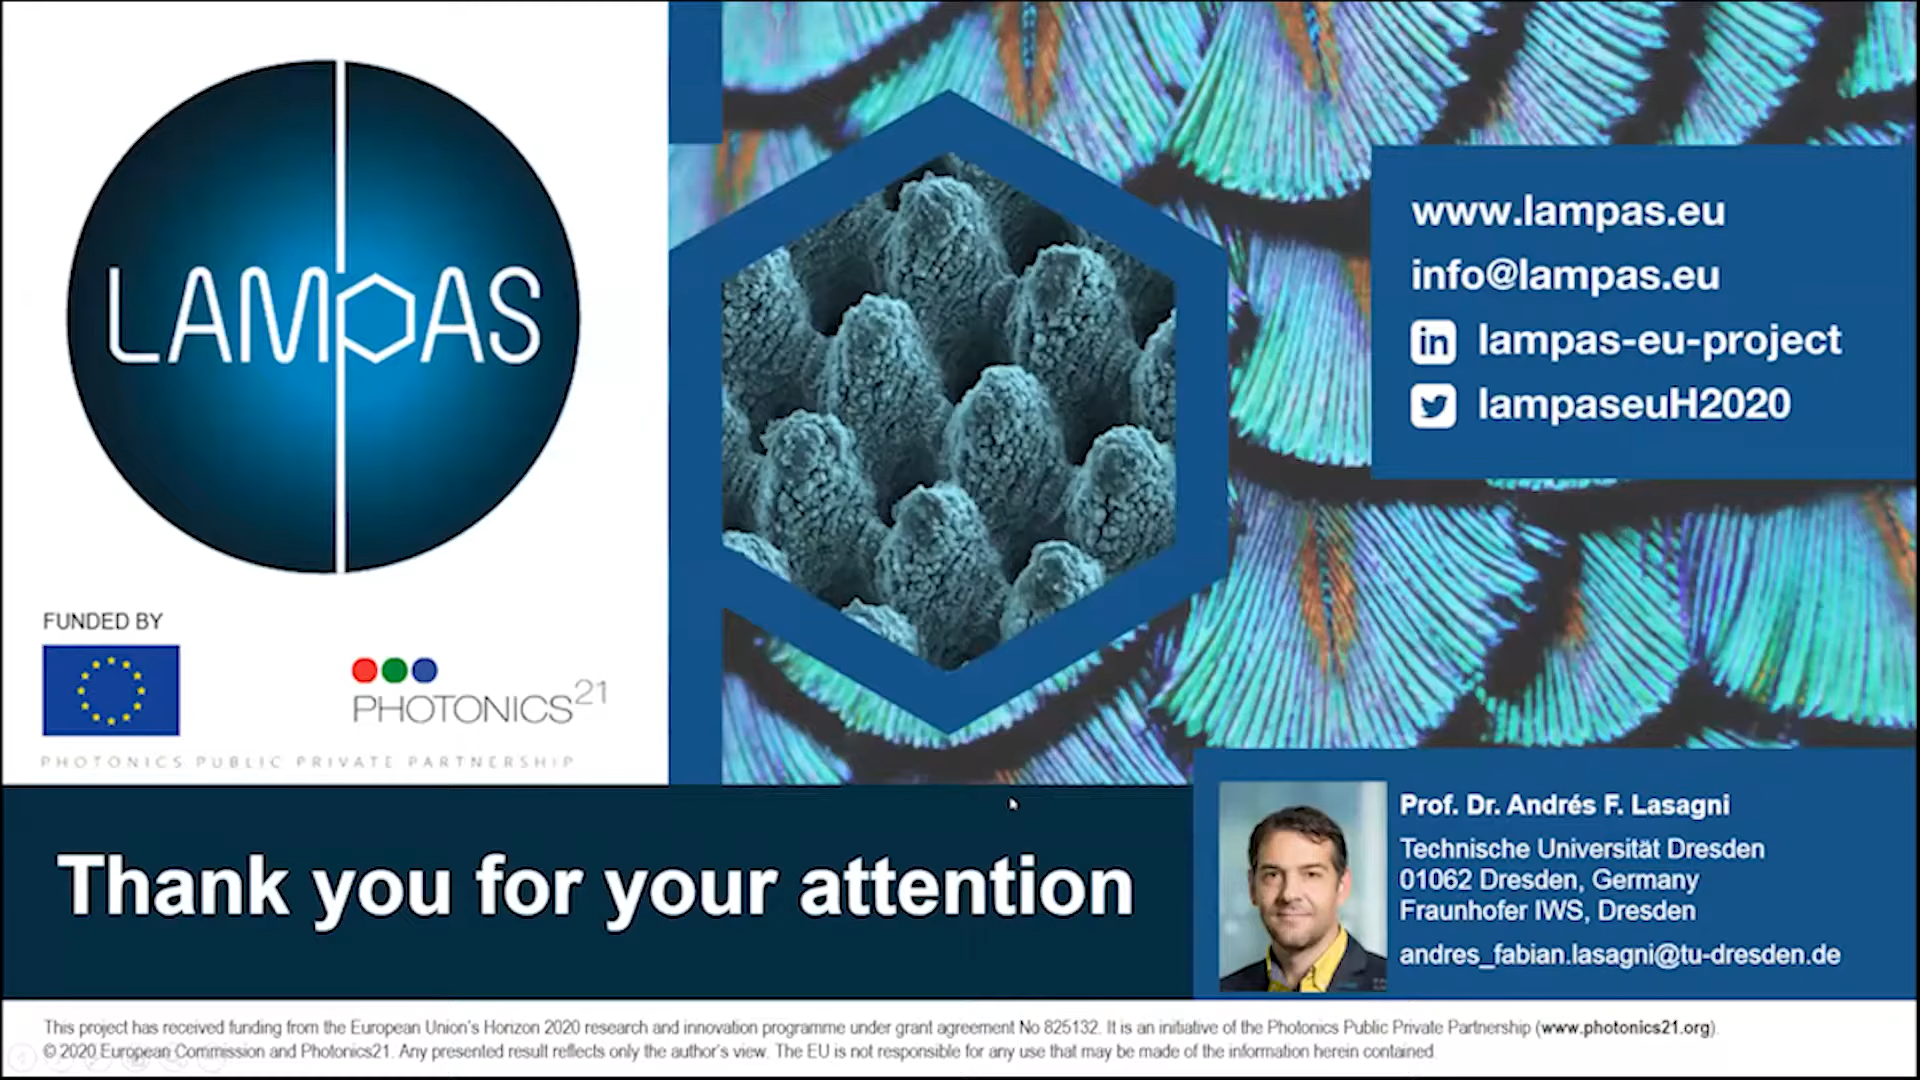 LAMPAS
FUNDED BY
PHOTONICS21
PHOTONICS PUBLIC PRIVATE PARTNERSHIP
www.lampas.eu
info@lampas.eu
in lampas-eu-project
lampaseuH2020
Thank you for your attention
Prof. Dr. Andrés F. Lasagni
Technische Universität Dresden
01062 Dresden, Germany
Fraunhofer IWS, Dresden
andres_fabian.lasagni@tu-dresden.de
This project has received funding from the European Union's Horizon 2020 research and innovation programme under grant agreement No 825132. It is an initiative of the Photonics Public Private Partnership (www.photonics21.org).
© 2020 European Commission and Photonics21. Any presented result reflects only the author's view. The EU is not responsible for any use that may be made of the information herein contained.